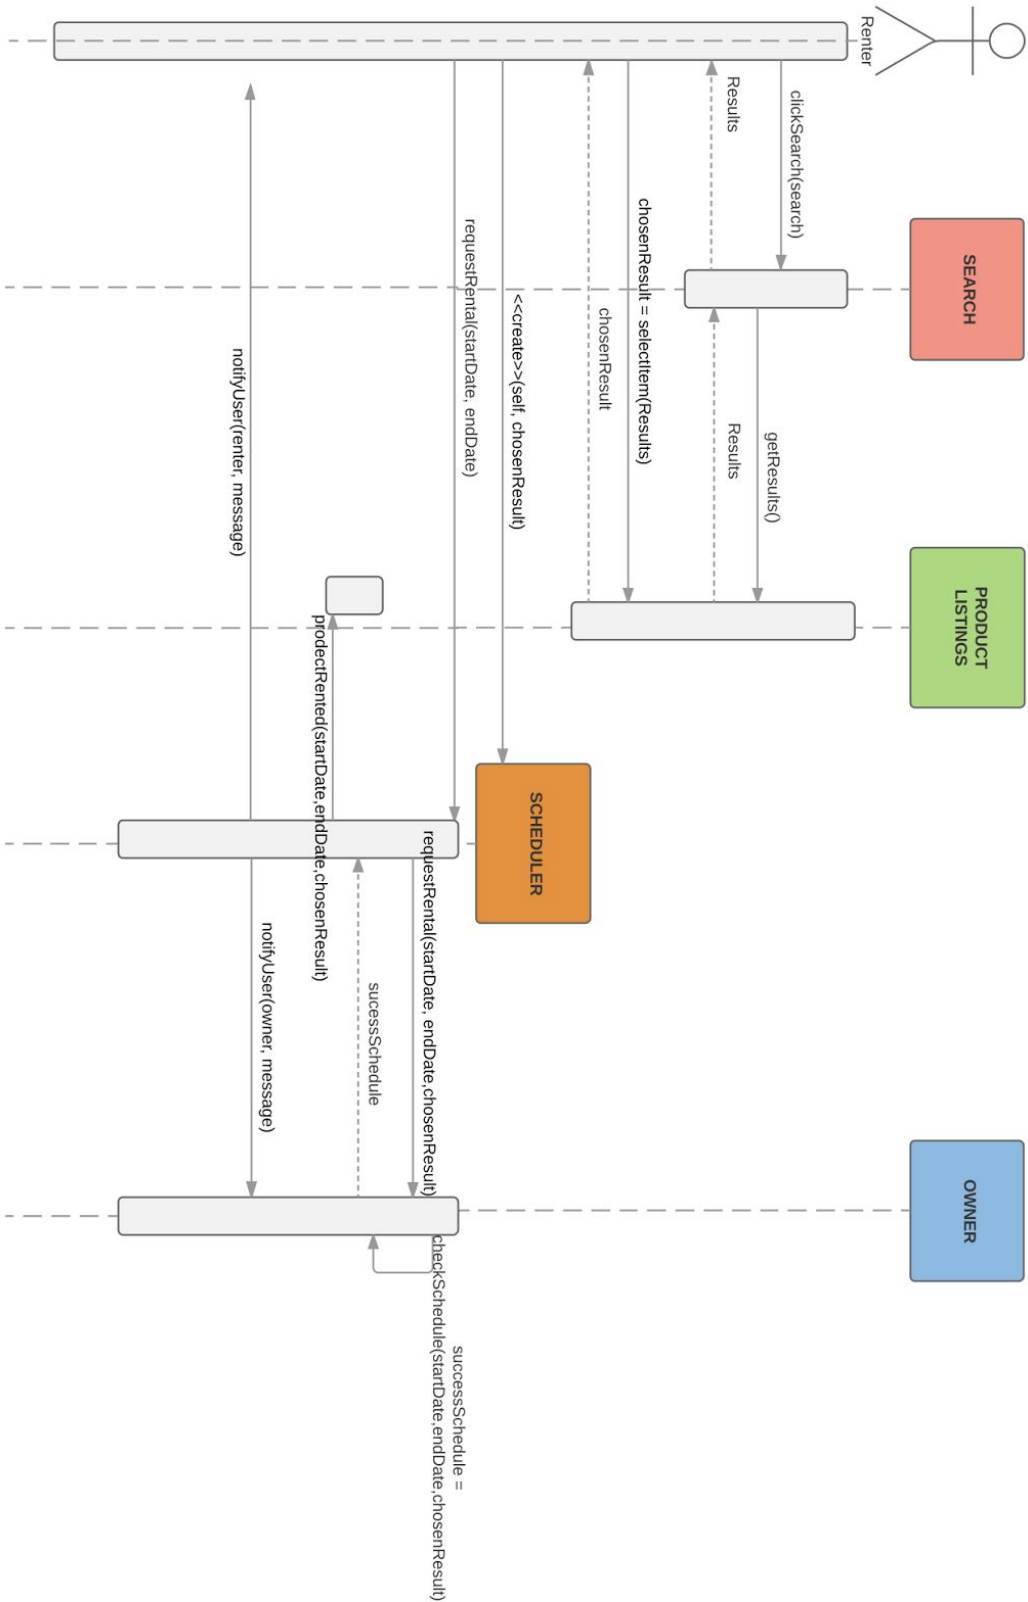 Renter
SEARCH
PRODUCT
LISTINGS
OWNER
clickSearch(search)
getResults()
Results
Results
chosenResult = selectItem(Results)
chosenResult
SCHEDULER
<<create>>(self, chosenResult)
requestRental(startDate, endDate)
requestRental(startDate, endDate,chosenResult)
successSchedule =
checkSchedule(startDate,endDate,chosenResult)
sucessSchedule
prodectRented(startDate,endDate,chosenResult)
notifyUser(owner, message)
notifyUser(renter, message)